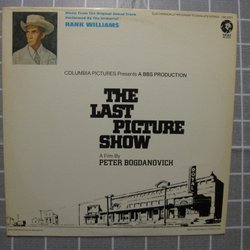 Music From The Original Sound Track
Performed By The Immortal
HANK WILLIAMS
COLUMBIA PICTURES Presents A BBS PRODUCTION
THE
LAST
PICTURE
SHOW
A Film By
PETER BOGDANOVICH
ROYAL